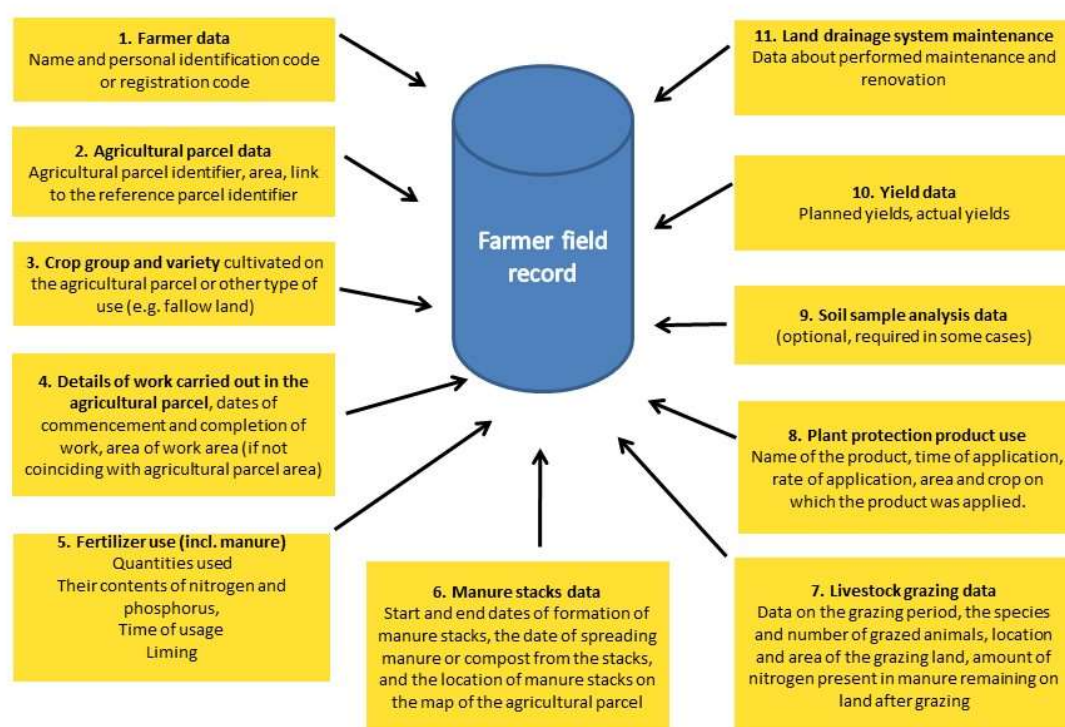 1. Farmer data
Name and personal identification code
or registration code
2. Agricultural parcel data
Agricultural parcel identifier, area, link
to the reference parcel identifier
3. Crop group and variety cultivated on
the agricultural parcel or other type of
use (e.g. fallow land)
4. Details of work carried out in the
agricultural parcel, dates of
commencement and completion of
work, area of work area (if not
coinciding with agricultural parcel area)
5. Fertilizer use (incl. manure)
Quantities used
Their contents of nitrogen and
phosphorus,
Time of usage
Liming
Farmer field
record
6. Manure stacks data
Start and end dates of formation of
manure stacks, the date of spreading
manure or compost from the stacks,
and the location of manure stacks on
the map of the agricultural parcel
11. Land drainage system maintenance
Data about performed maintenance and
renovation
10. Yield data
Planned yields, actual yields
9. Soil sample analysis data
(optional, required in some cases)
8. Plant protection product use
Name of the product, time of application,
rate of application, area and crop on
which the product was applied.
7. Livestock grazing data
Data on the grazing period, the species
and number of grazed animals, location
and area of the grazing land, amount of
nitrogen present in manure remaining on
land after grazing